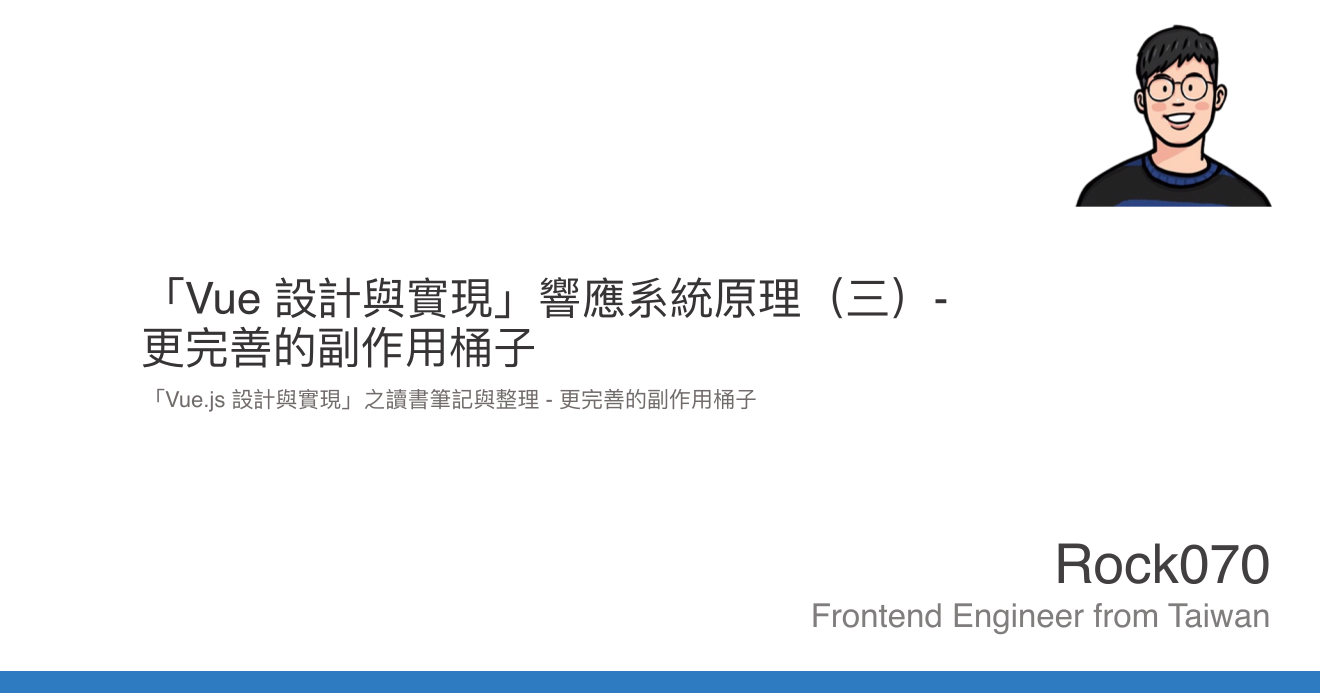 「Vue 設計與實現」響應系統原理（三）-
更完善的副作用桶子
「Vue.js 設計與實現」之讀書筆記與整理 - 更完善的副作用桶子
Rock070
Frontend Engineer from Taiwan